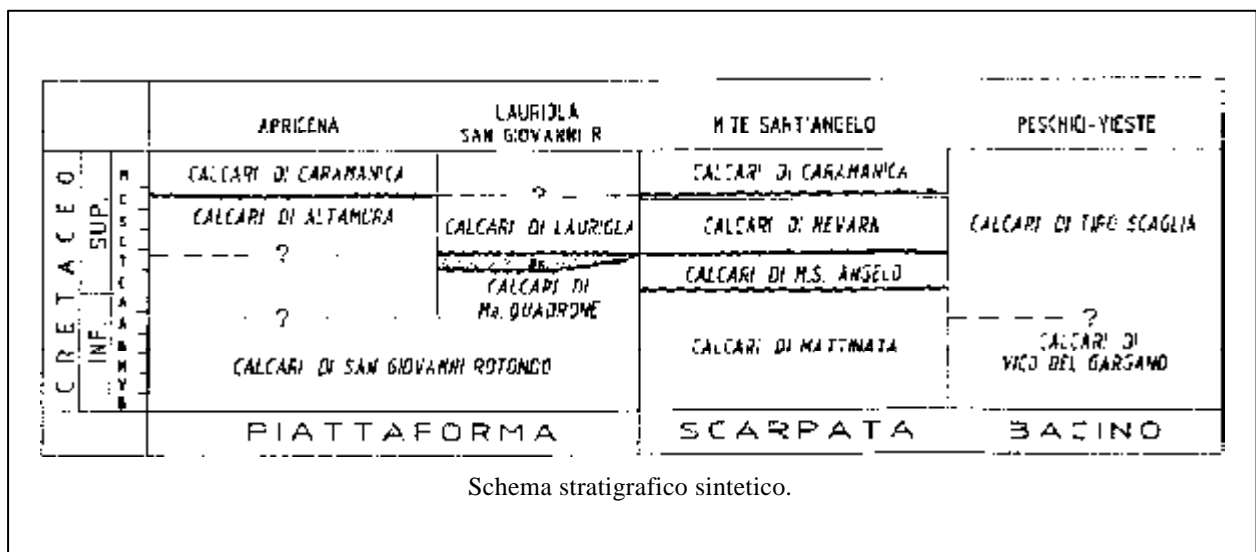 APRICENA
LAURIOLA
SAN GIOVANNI R
M TE SANT'ANGELO
PESCHICI-VIESTE
CRETACEO
SUP.
INF.
CALCARI DI CARAMANICA
CALCARI DI ALTAMURA
?
?
CALCARI DI SAN GIOVANNI ROTONDO
?
CALCARI DI LAURIOLA
CALCARI DI
Ma. QUADRONE
CALCARI DI CARAMANICA
CALCARI DI NEVARA
CALCARI DI M.S. ANGELO
CALCARI DI MATTINATA
CALCARI DI TIPO SCAGLIA
?
CALCARI DI
VICO DEL GARGANO
PIATTAFORMA
SCARPATA
BACINO
Schema stratigrafico sintetico.